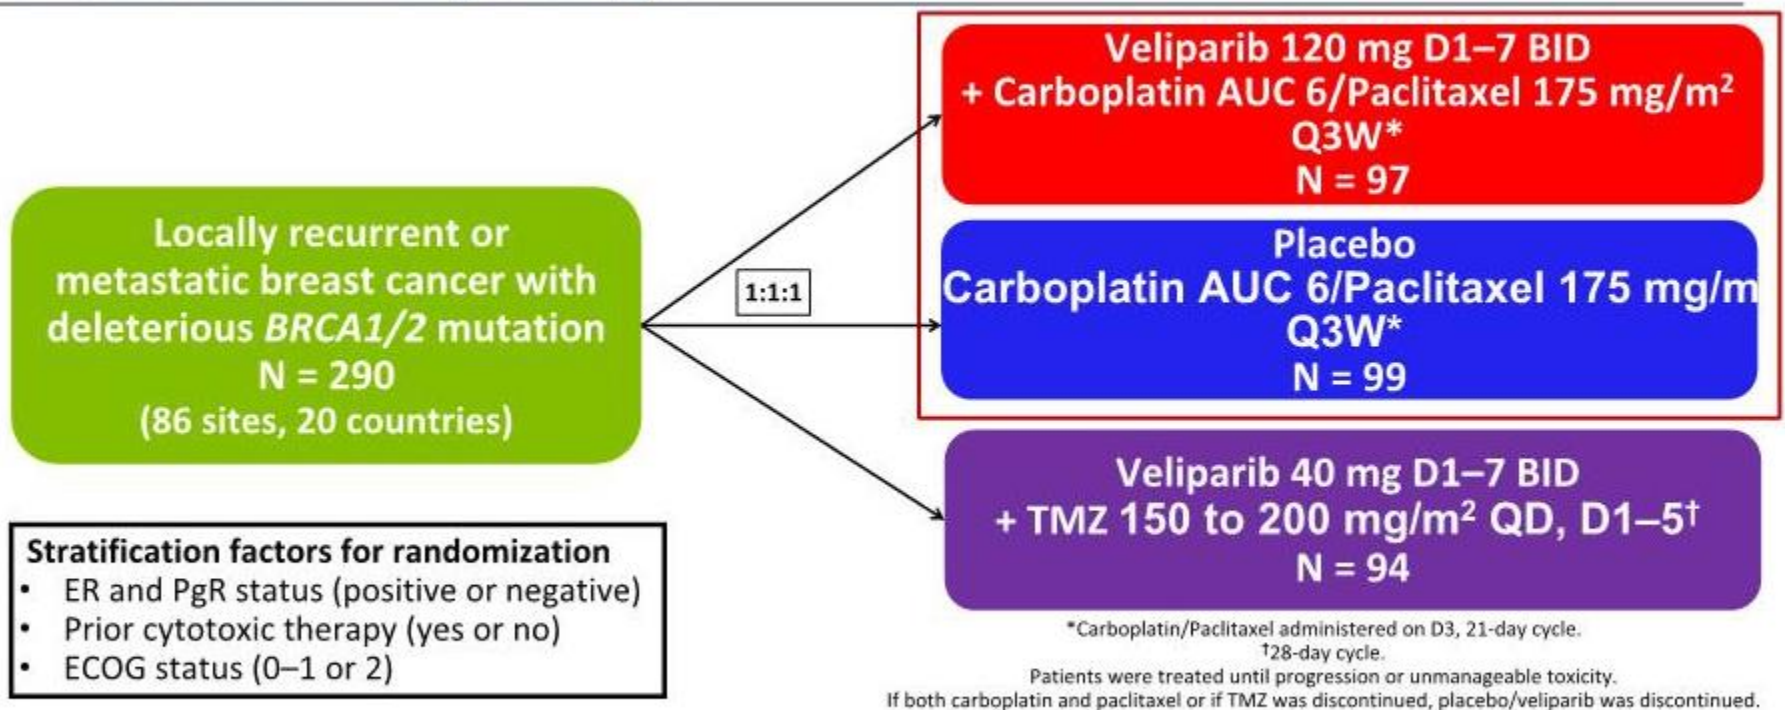 Veliparib 120 mg D1–7 BID
+ Carboplatin AUC 6/Paclitaxel 175 mg/m²
Q3W*
N = 97
Locally recurrent or
metastatic breast cancer with
deleterious BRCA1/2 mutation
N = 290
(86 sites, 20 countries)
1:1:1
Placebo
Carboplatin AUC 6/Paclitaxel 175 mg/m
Q3W*
N = 99
Veliparib 40 mg D1–7 BID
+ TMZ 150 to 200 mg/m² QD, D1–5†
N = 94
Stratification factors for randomization
• ER and PgR status (positive or negative)
• Prior cytotoxic therapy (yes or no)
• ECOG status (0–1 or 2)
*Carboplatin/Paclitaxel administered on D3, 21-day cycle.
†28-day cycle.
Patients were treated until progression or unmanageable toxicity.
If both carboplatin and paclitaxel or if TMZ was discontinued, placebo/veliparib was discontinued.